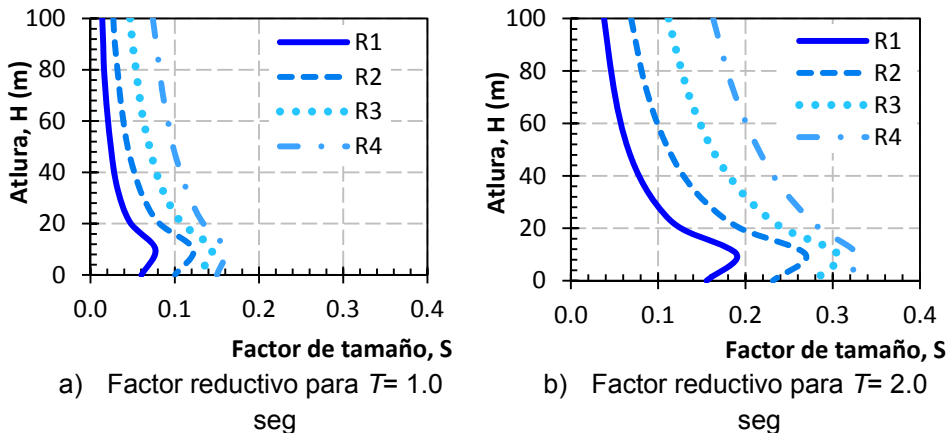 100
80
60
40
20
0
Atlura, H (m)
R1
R2
R3
R4
0.0 0.1 0.2 0.3 0.4
Factor de tamaño, S
a) Factor reductivo para T= 1.0
seg
100
80
60
40
20
0
Atlura, H (m)
R1
R2
R3
R4
0.0 0.1 0.2 0.3 0.4
Factor de tamaño, S
b) Factor reductivo para T= 2.0
seg